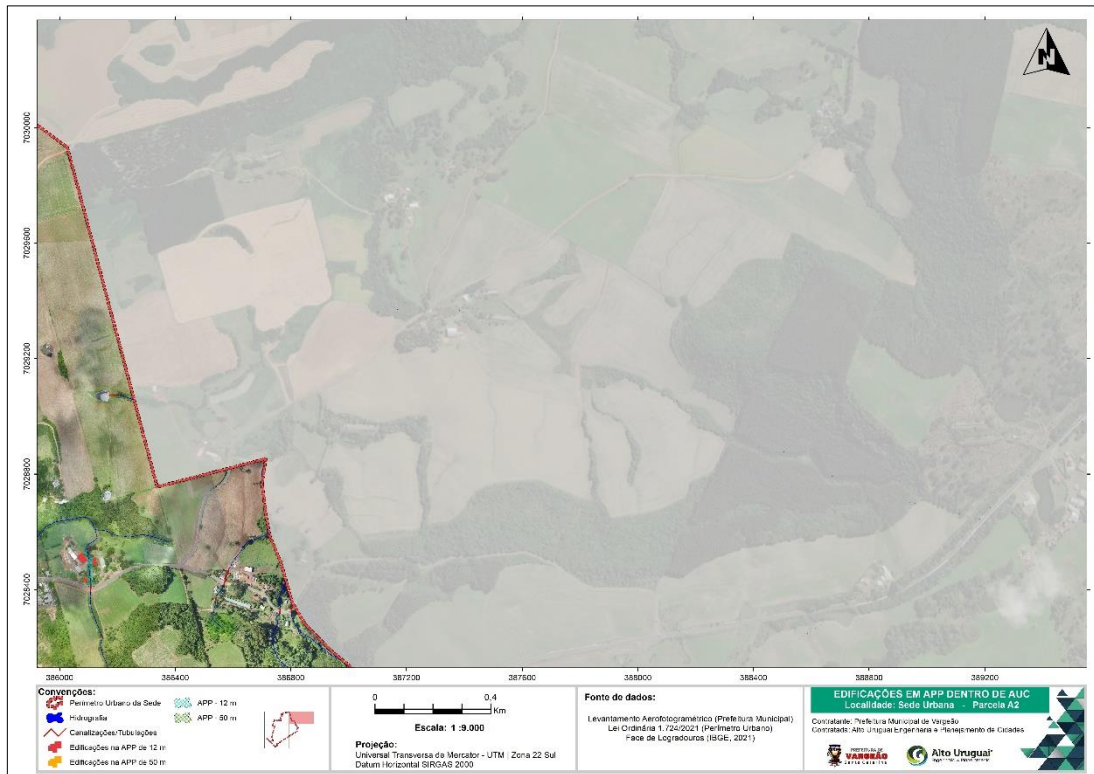 N
7030000
7029600
7029200
7028800
7028400
386000 386400 386800 387200 387600 388000 388400 388800 389200
Convenções:
Perímetro Urbano da Sede
Hidrografia
Canalizações/Tubulações
Edificações na APP de 12 m
Edificações na APP de 50 m
APP - 12 m
APP - 50 m
0 0,4
Km
Escala: 1 :9.000
Projeção:
Universal Transversa de Mercator - UTM | Zona 22 Sul
Datum Horizontal SIRGAS 2000
Fonte de dados:
Levantamento Aerofotogramétrico (Prefeitura Municipal)
Lei Ordinária 1.724/2021 (Perímetro Urbano)
Face de Logradouros (IBGE, 2021)
EDIFICAÇÕES EM APP DENTRO DE AUC
Localidade: Sede Urbana - Parcela A2
Contratante: Prefeitura Municipal de Vargeão
Contratada: Alto Uruguai Engenharia e Planejamento de Cidades
PREFEITURA DE
VARGEÃO
SANTA CATARINA
Alto Uruguai